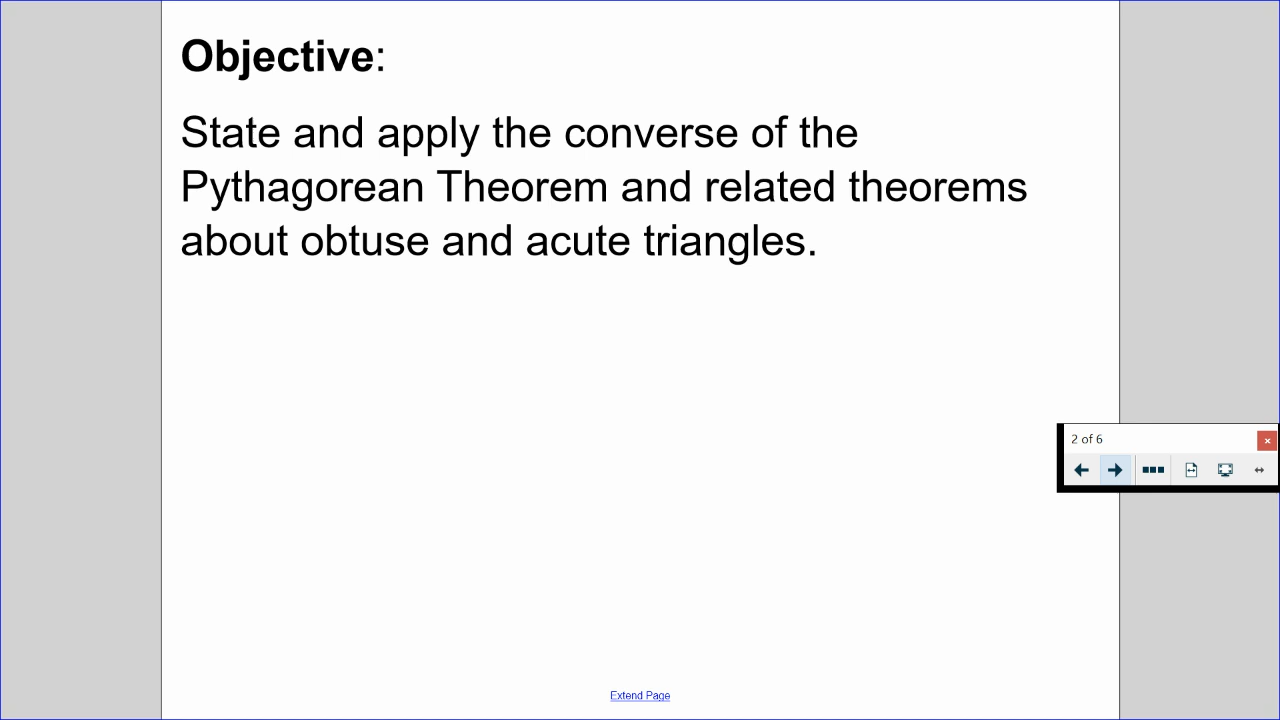 Objective:
State and apply the converse of the
Pythagorean Theorem and related theorems
about obtuse and acute triangles.
2 of 6
Extend Page